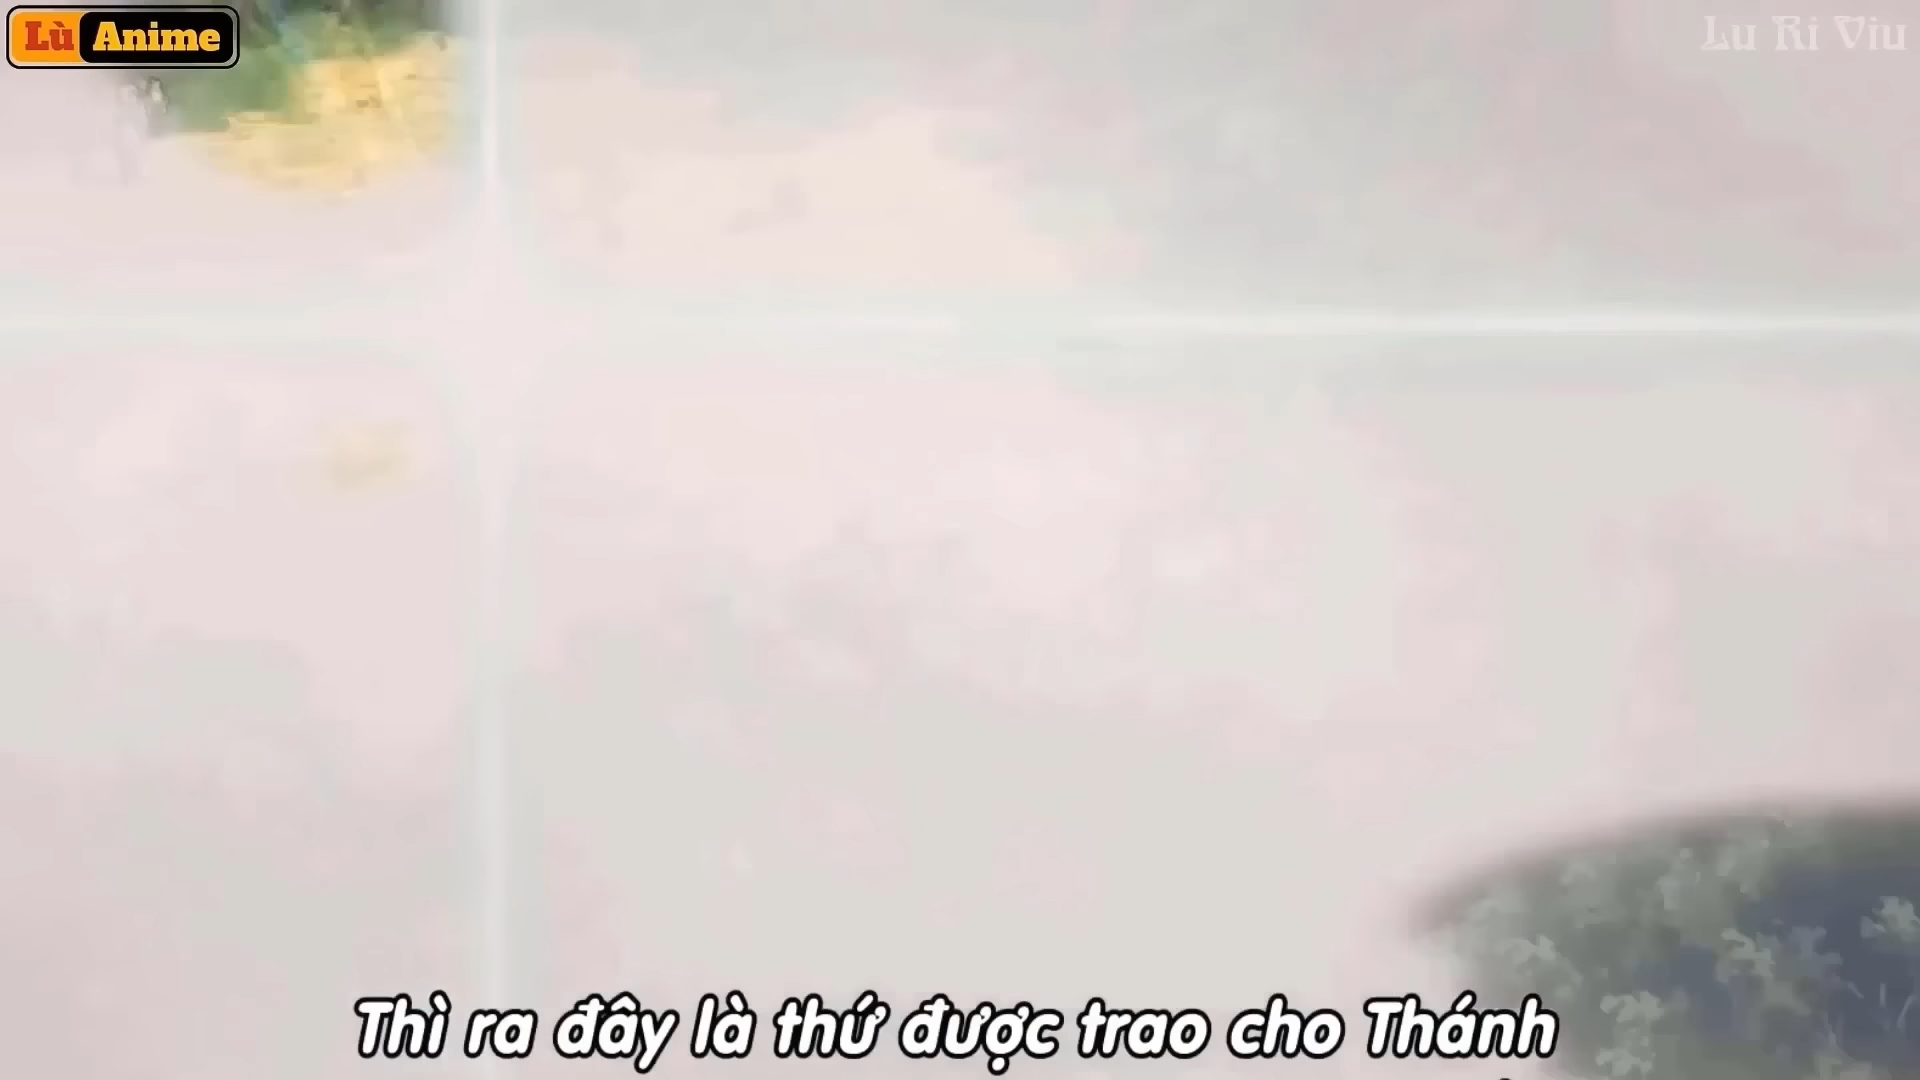 Lù Anime
Lu Ri Viu
Thì ra đây là thứ được trao cho Thánh